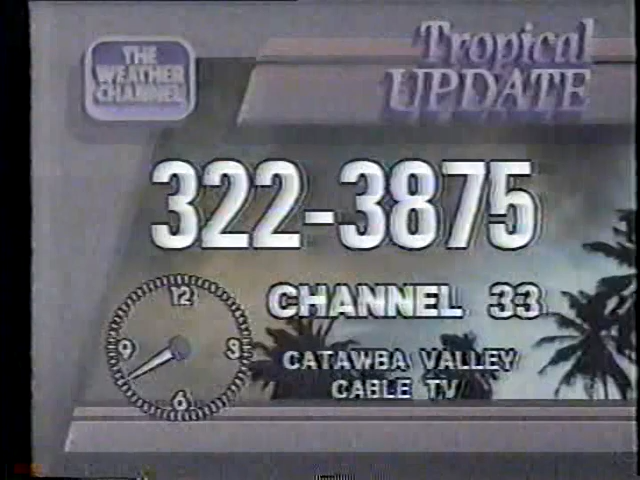 THE
WEATHER
CHANNEL
Tropical
UPDATE
322-3875
CHANNEL 33
CATAWBA VALLEY
CABLE TV
12
9
3
6